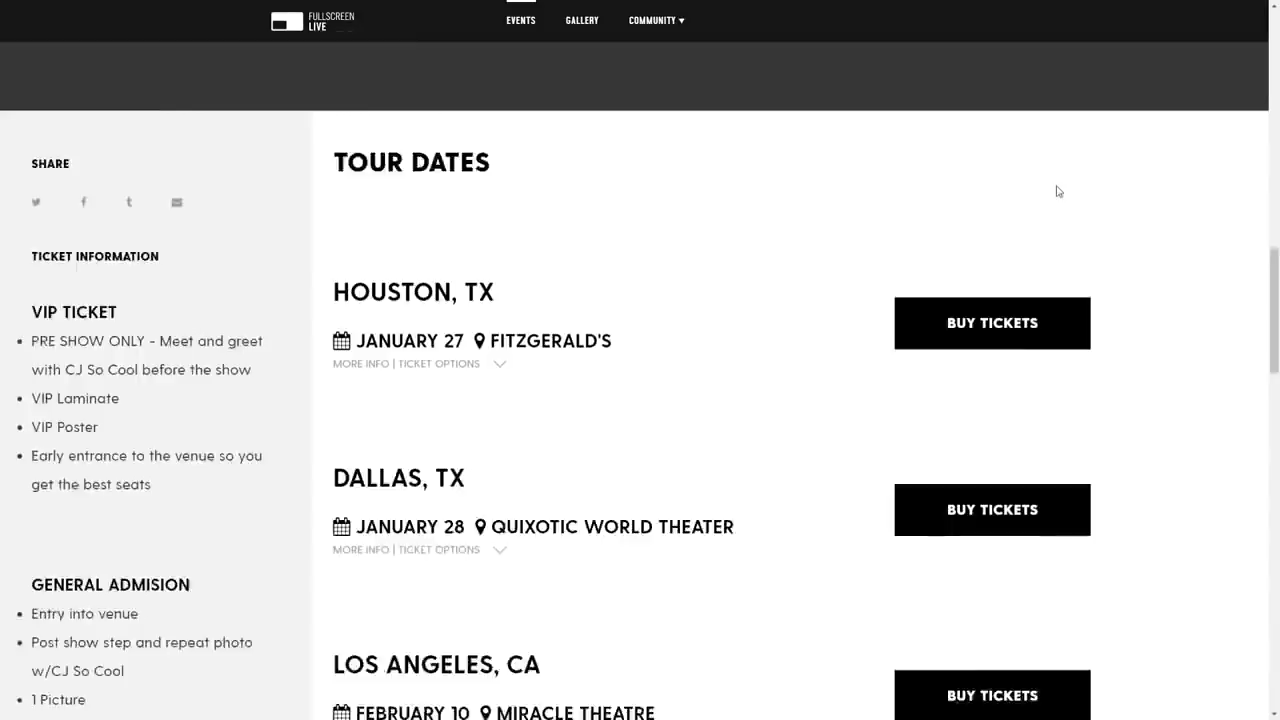 FULLSCREEN
LIVE
EVENTS
GALLERY
COMMUNITY ▾
SHARE
TICKET INFORMATION
VIP TICKET
• PRE SHOW ONLY - Meet and greet
with CJ So Cool before the show
• VIP Laminate
• VIP Poster
• Early entrance to the venue so you
get the best seats
GENERAL ADMISION
• Entry into venue
• Post show step and repeat photo
w/CJ So Cool
• 1 Picture
TOUR DATES
HOUSTON, TX
JANUARY 27 FITZGERALD'S
MORE INFO | TICKET OPTIONS
BUY TICKETS
DALLAS, TX
JANUARY 28 QUIXOTIC WORLD THEATER
MORE INFO | TICKET OPTIONS
BUY TICKETS
LOS ANGELES, CA
FEBRUARY 10 MIRACLE THEATRE
BUY TICKETS